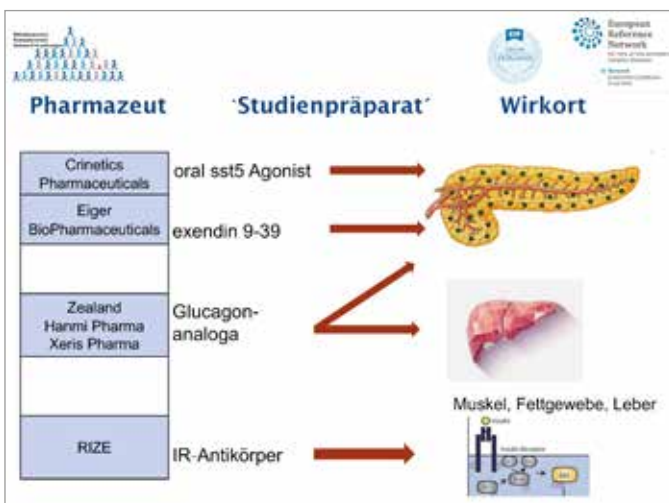 European
Reference
Network
Pharmazeut
'Studienpräparat'
Wirkort
Crinetics
Pharmaceuticals
oral sst5 Agonist
Eiger
BioPharmaceuticals
exendin 9-39
Zealand
Hanmi Pharma
Xeris Pharma
Glucagon-
analoga
Muskel, Fettgewebe, Leber
RIZE
IR-Antikörper